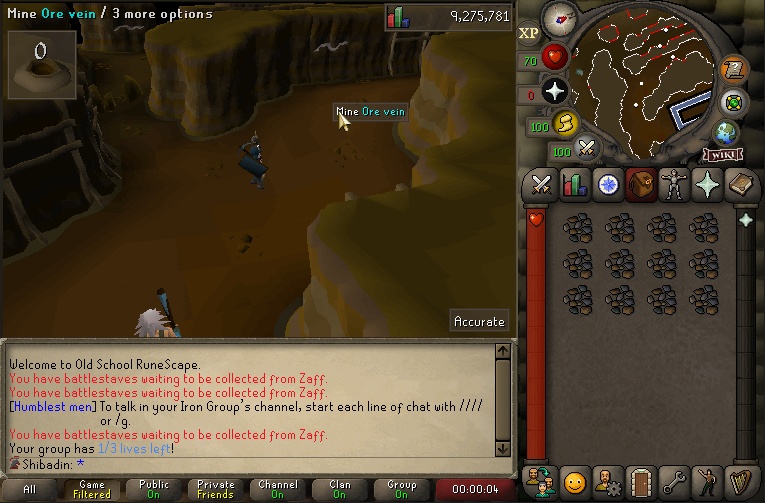 Mine Ore vein / 3 more options
9,275,781
0
Mine Ore vein
XP
70
0
100
100
WIKI
Accurate
Welcome to Old School RuneScape.
You have battlestaves waiting to be collected from Zaff.
You have battlestaves waiting to be collected from Zaff.
[Humblest men] To talk in your Iron Group's channel, start each line of chat with ////
or /g.
You have battlestaves waiting to be collected from Zaff.
Your group has 1/3 lives left!
Shibadin: *
All
Game
Filtered
Public
On
Private
Friends
Channel
On
Clan
On
Group
On
00:00:04